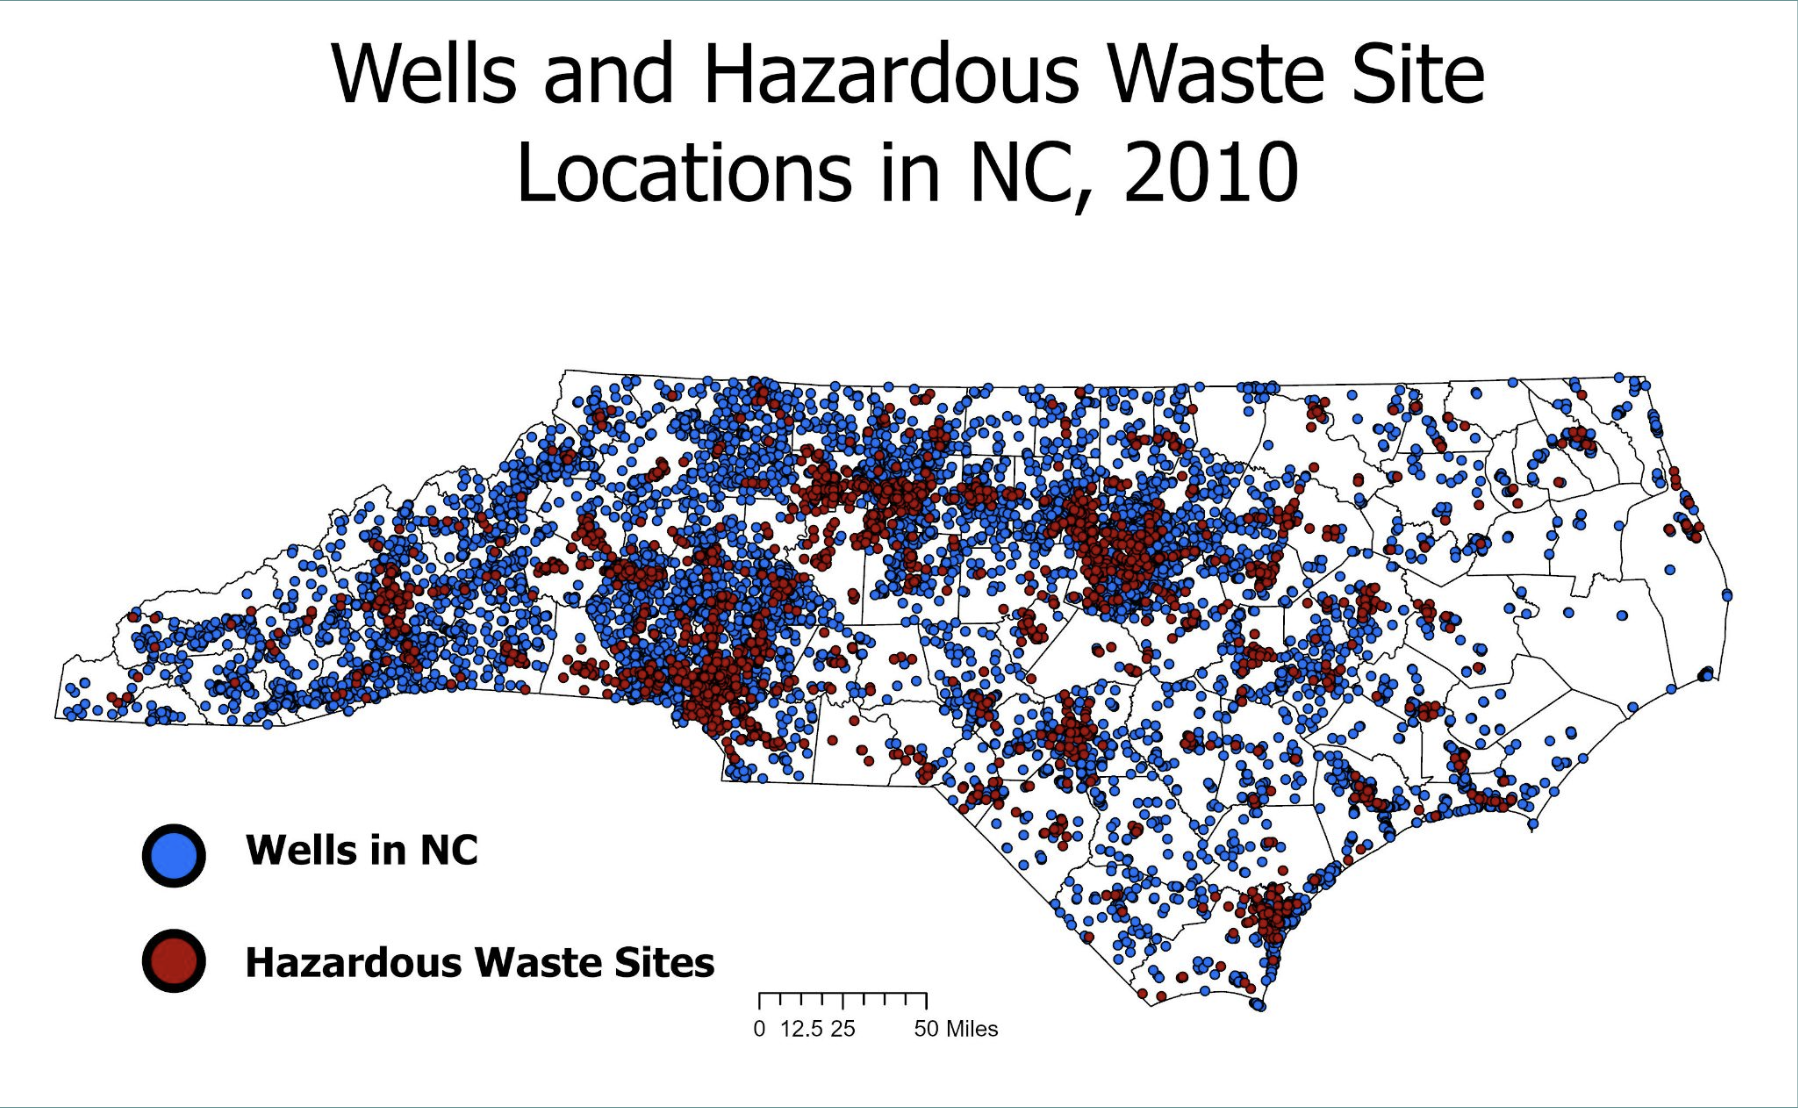 Wells and Hazardous Waste Site
Locations in NC, 2010
Wells in NC
Hazardous Waste Sites
0 12.5 25 50 Miles